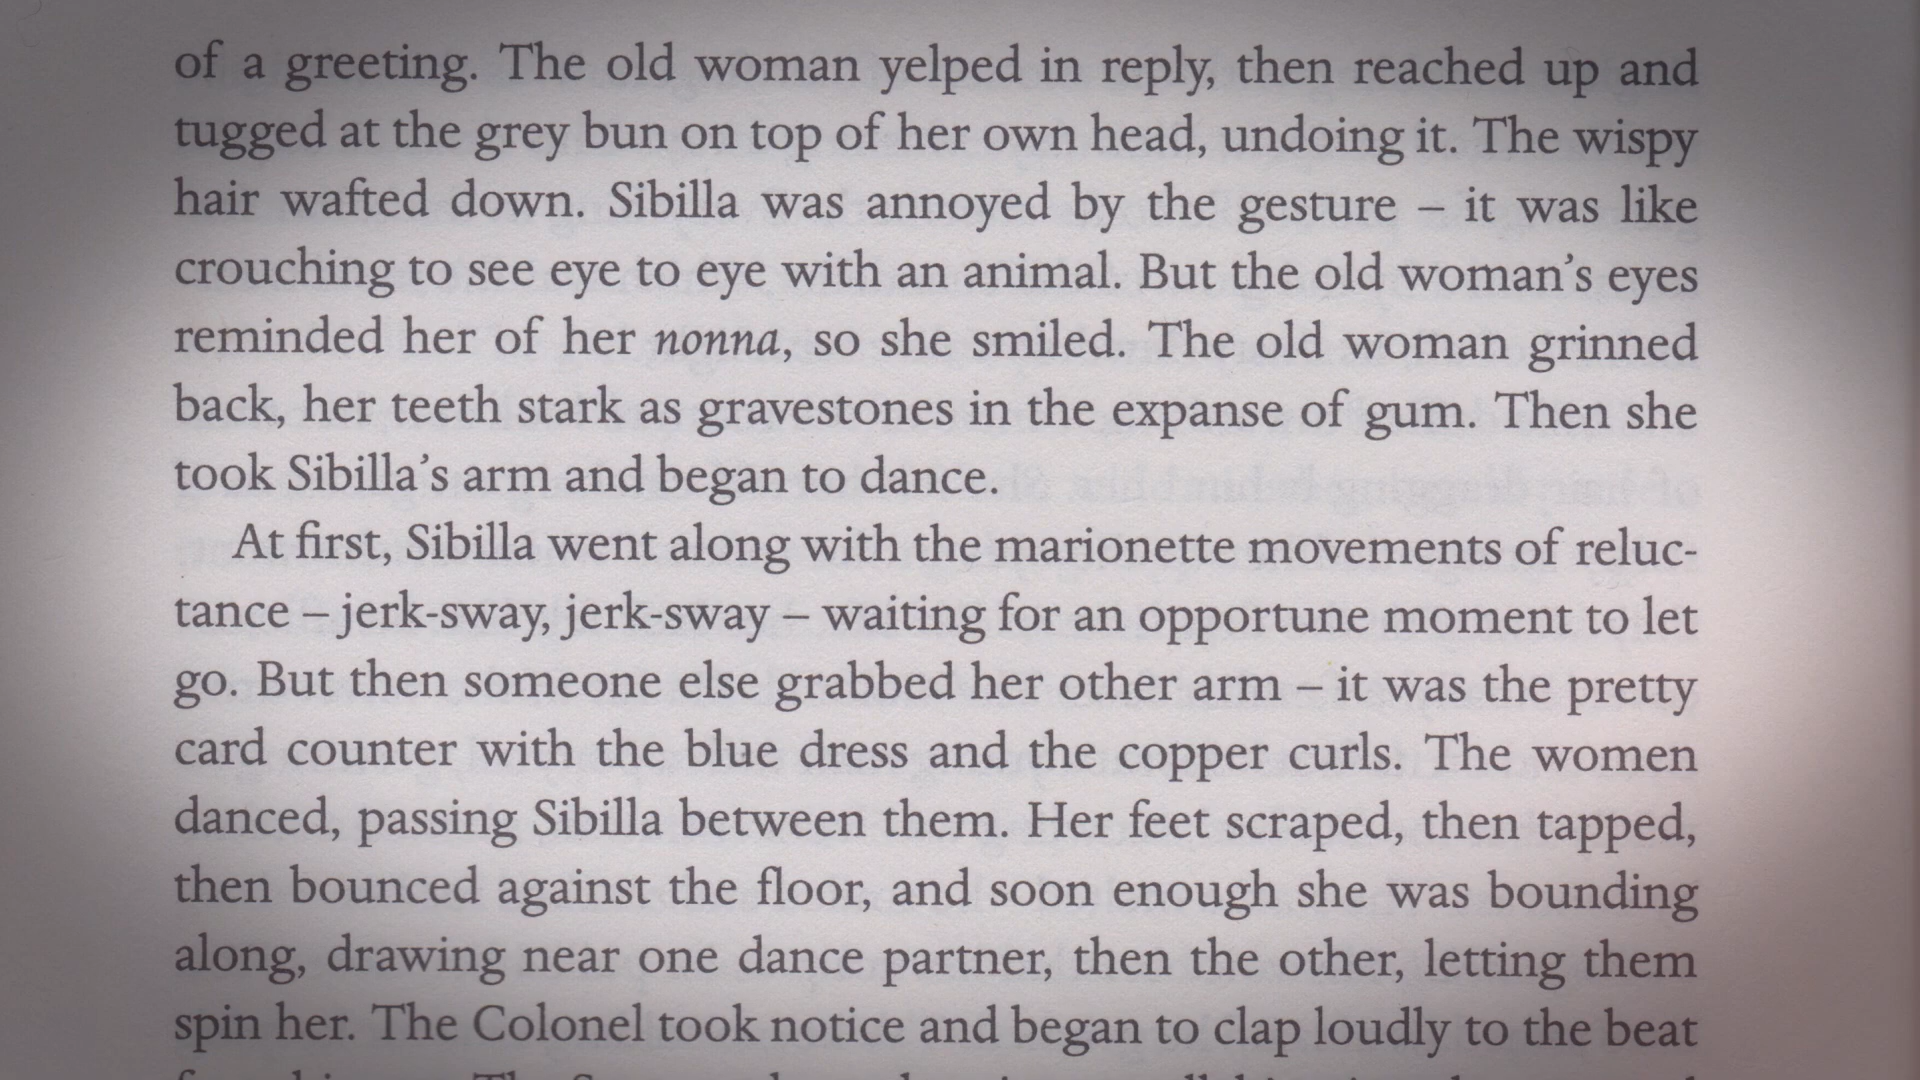 of a greeting. The old woman yelped in reply, then reached up and
tugged at the grey bun on top of her own head, undoing it. The wispy
hair wafted down. Sibilla was annoyed by the gesture – it was like
crouching to see eye to eye with an animal. But the old woman’s eyes
reminded her of her nonna, so she smiled. The old woman grinned
back, her teeth stark as gravestones in the expanse of gum. Then she
took Sibilla’s arm and began to dance.
At first, Sibilla went along with the marionette movements of reluc-
tance – jerk-sway, jerk-sway – waiting for an opportune moment to let
go. But then someone else grabbed her other arm – it was the pretty
card counter with the blue dress and the copper curls. The women
danced, passing Sibilla between them. Her feet scraped, then tapped,
then bounced against the floor, and soon enough she was bounding
along, drawing near one dance partner, then the other, letting them
spin her. The Colonel took notice and began to clap loudly to the beat